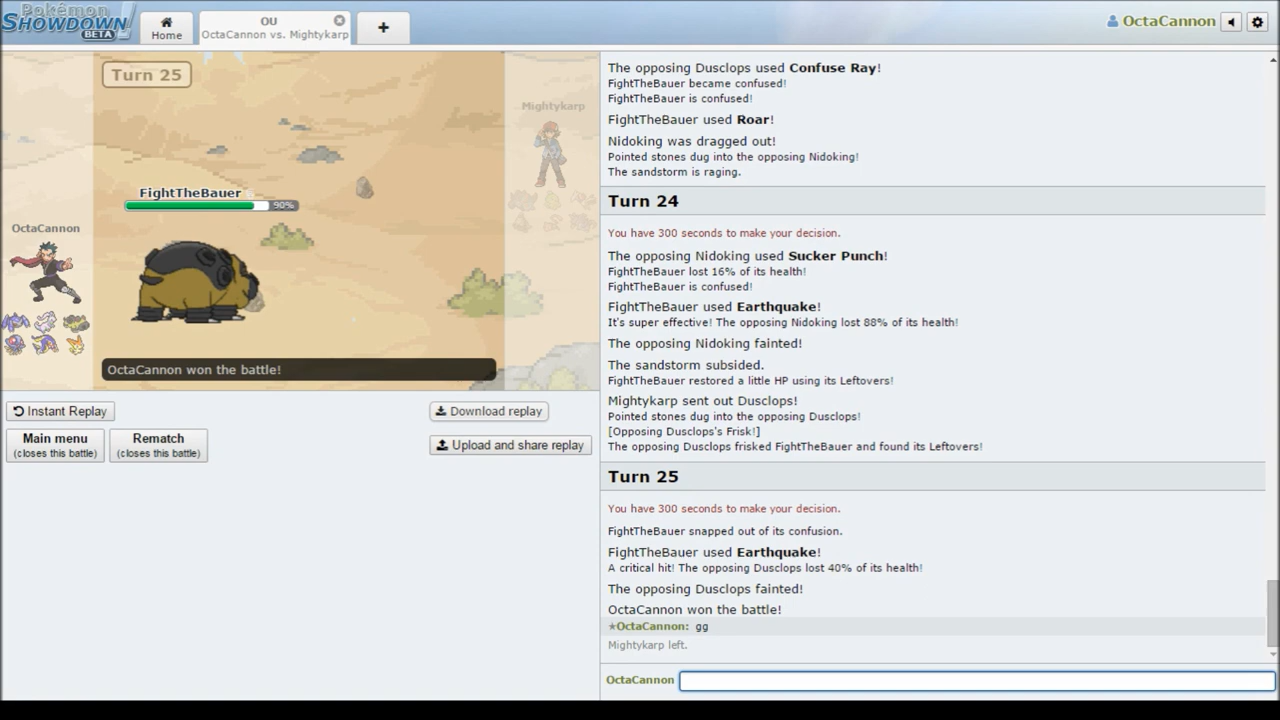 Pokémon
Showdown!
BETA
Home
OU
OctaCannon vs. Mightykarp
+
OctaCannon
Turn 25
Mightykarp
FightTheBauer
90%
OctaCannon
OctaCannon won the battle!
Instant Replay
Download replay
Main menu
(closes this battle)
Rematch
(closes this battle)
Upload and share replay
The opposing Dusclops used Confuse Ray!
FightTheBauer became confused!
FightTheBauer is confused!
FightTheBauer used Roar!
Nidoking was dragged out!
Pointed stones dug into the opposing Nidoking!
The sandstorm is raging.
Turn 24
You have 300 seconds to make your decision.
The opposing Nidoking used Sucker Punch!
FightTheBauer lost 16% of its health!
FightTheBauer is confused!
FightTheBauer used Earthquake!
It's super effective! The opposing Nidoking lost 88% of its health!
The opposing Nidoking fainted!
The sandstorm subsided.
FightTheBauer restored a little HP using its Leftovers!
Mightykarp sent out Dusclops!
Pointed stones dug into the opposing Dusclops!
[Opposing Dusclops's Frisk!]
The opposing Dusclops frisked FightTheBauer and found its Leftovers!
Turn 25
You have 300 seconds to make your decision.
FightTheBauer snapped out of its confusion.
FightTheBauer used Earthquake!
A critical hit! The opposing Dusclops lost 40% of its health!
The opposing Dusclops fainted!
OctaCannon won the battle!
★OctaCannon: gg
Mightykarp left.
OctaCannon